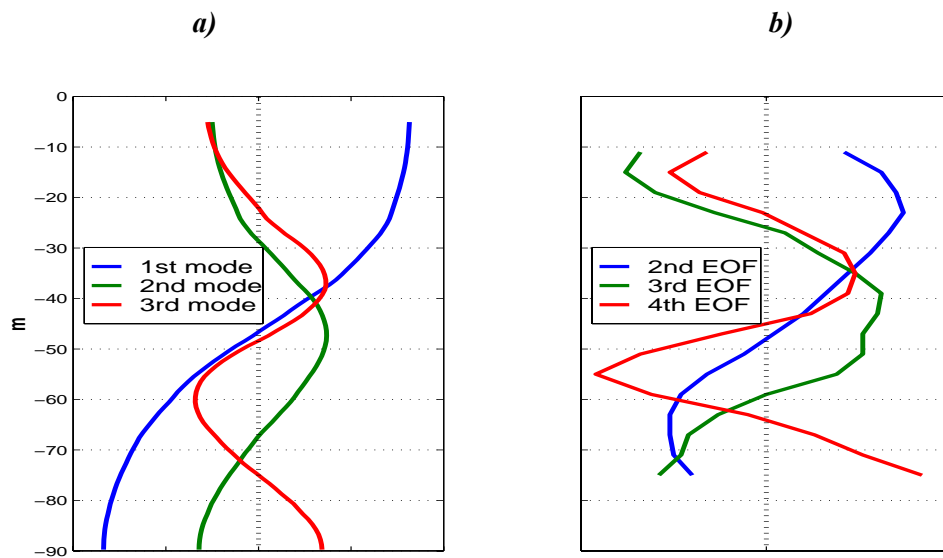 a)
b)
0
−10
−20
−30
−40
−50
−60
−70
−80
−90
m
1st mode
2nd mode
3rd mode
2nd EOF
3rd EOF
4th EOF